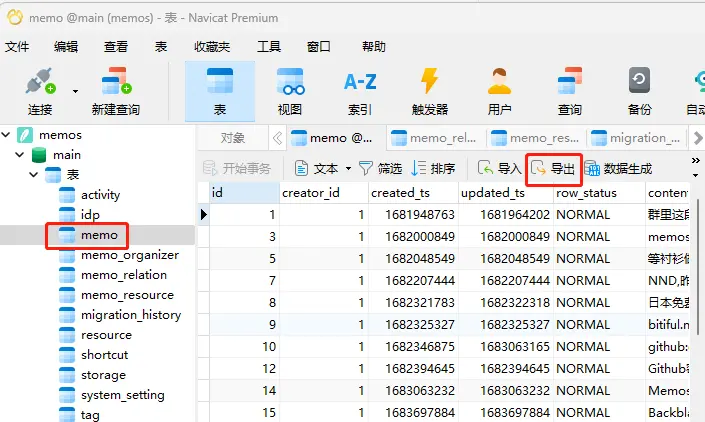 memo @main (memos) - 表 - Navicat Premium
文件 编辑 查看 表 收藏夹 工具 窗口 帮助
A-Z
连接 新建查询 表 视图 索引 触发器 用户 查询 备份 自动
memos
main
表
activity
idp
memo
memo_organizer
memo_relation
memo_resource
migration_history
resource
shortcut
storage
system_setting
tag
对象 memo @... memo_rel... memo_res... migration_...
开始事务 文本 筛选 排序 导入 导出 数据生成
id creator_id created_ts updated_ts row_status conten
1 1 1681948763 1681964202 NORMAL 群里这段
3 1 1682000849 1682000849 NORMAL memos
5 1 1682048549 1682048549 NORMAL 等衬衫做
7 1 1682207444 1682207444 NORMAL NND,昨
8 1 1682321783 1682322318 NORMAL 日本免费
9 1 1682325327 1682325327 NORMAL bitiful.n
10 1 1682346875 1683063165 NORMAL github:
12 1 1682394645 1682394645 NORMAL Github
14 1 1683063232 1683063232 NORMAL Memos
15 1 1683697884 1683697884 NORMAL Backbla